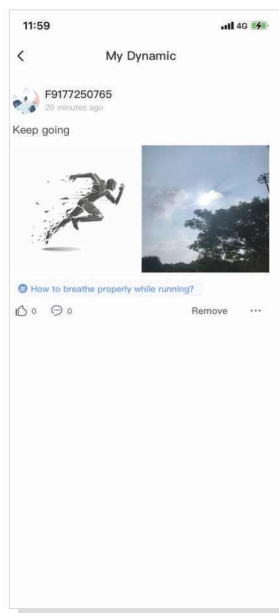 11:59
4G
My Dynamic
F9177250765
26 minutes ago
Keep going
# How to breathe properly while running?
0
0
Remove
...